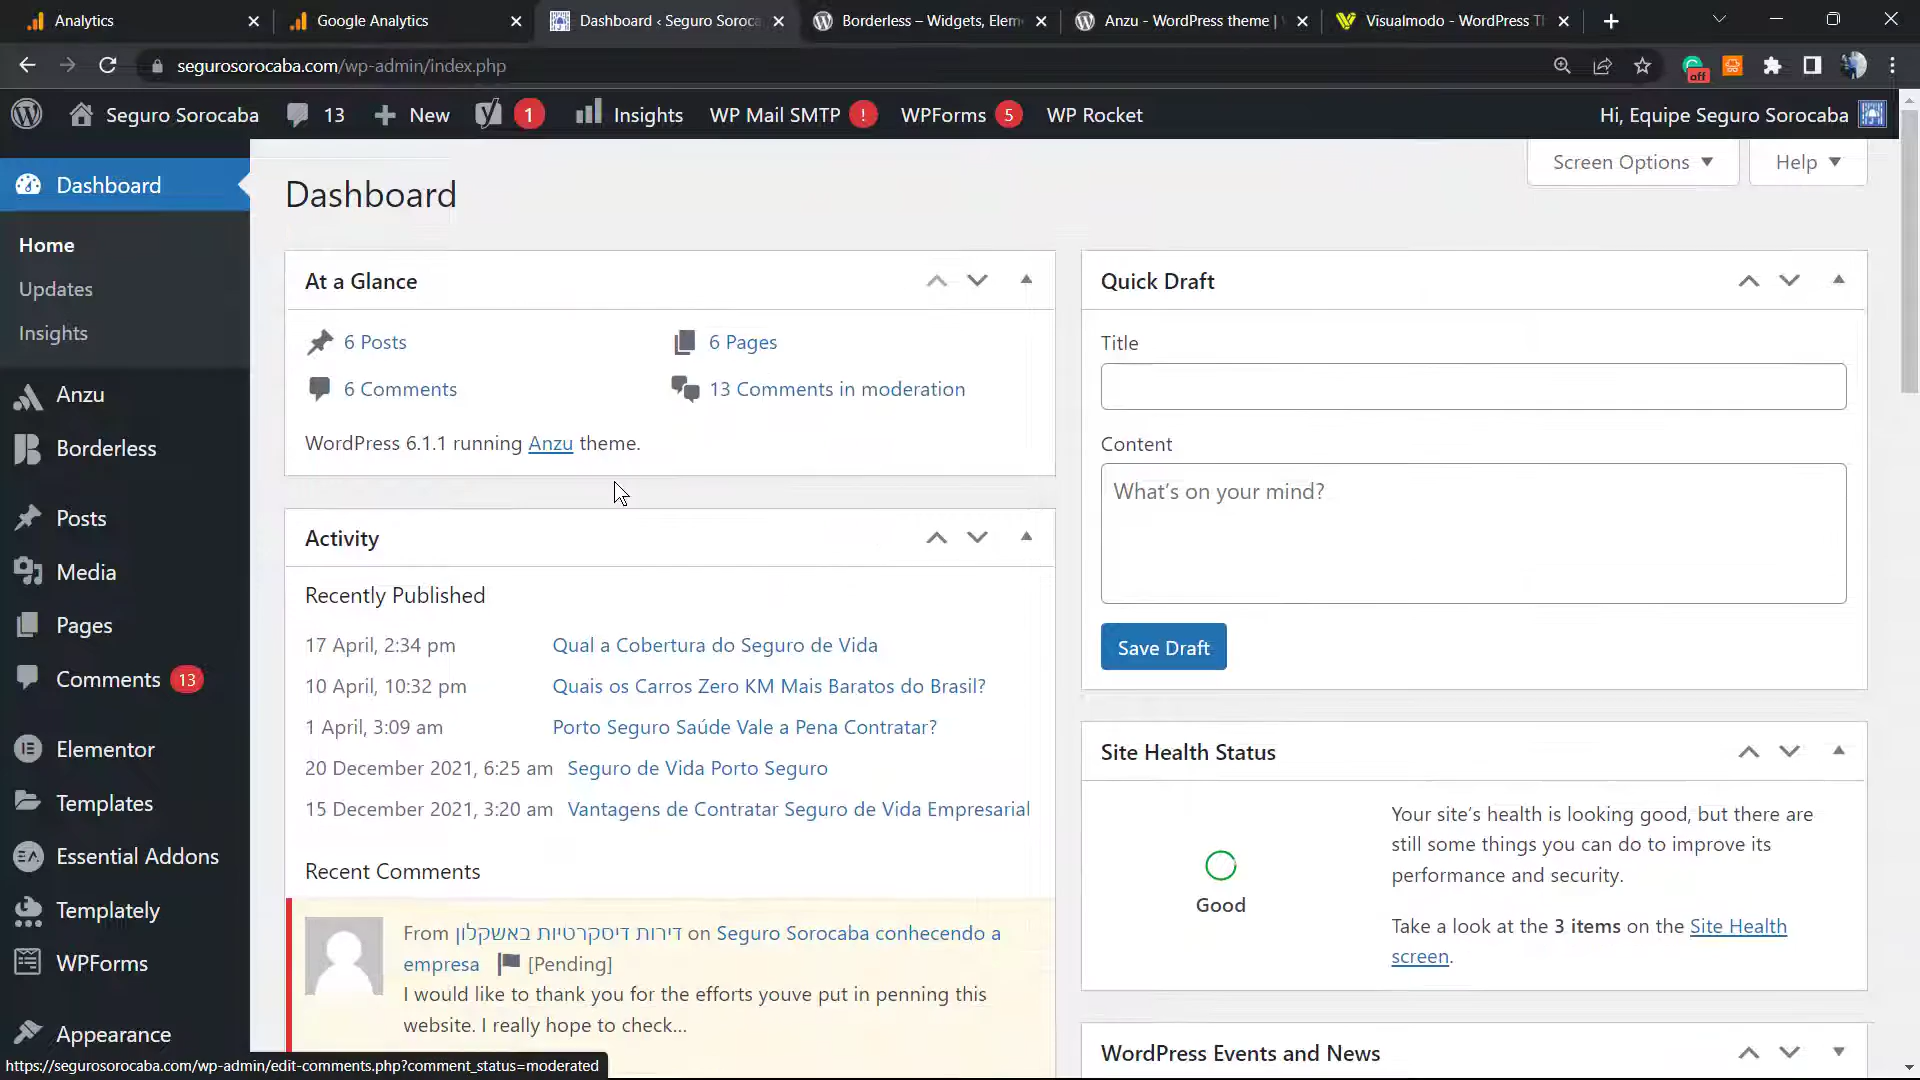 Analytics
Google Analytics
Dashboard ‹ Seguro Soroca
Borderless – Widgets, Elem
Anzu - WordPress theme |
Visualmodo - WordPress T
segurosorocaba.com/wp-admin/index.php
off
Seguro Sorocaba
13
New
1
Insights
WP Mail SMTP
!
WPForms
5
WP Rocket
Hi, Equipe Seguro Sorocaba
Dashboard
Home
Updates
Insights
Anzu
Borderless
Posts
Media
Pages
Comments
13
Elementor
Templates
Essential Addons
Templately
WPForms
Appearance
Screen Options
Help
Dashboard
At a Glance
6 Posts
6 Pages
6 Comments
13 Comments in moderation
WordPress 6.1.1 running Anzu theme.
Activity
Recently Published
17 April, 2:34 pm Qual a Cobertura do Seguro de Vida
10 April, 10:32 pm Quais os Carros Zero KM Mais Baratos do Brasil?
1 April, 3:09 am Porto Seguro Saúde Vale a Pena Contratar?
20 December 2021, 6:25 am Seguro de Vida Porto Seguro
15 December 2021, 3:20 am Vantagens de Contratar Seguro de Vida Empresarial
Recent Comments
From דירות דיסקרטיות באשקלון on Seguro Sorocaba conhecendo a
empresa [Pending]
I would like to thank you for the efforts youve put in penning this
website. I really hope to check...
Quick Draft
Title
Content
What's on your mind?
Save Draft
Site Health Status
Good
Your site's health is looking good, but there are
still some things you can do to improve its
performance and security.
Take a look at the 3 items on the Site Health
screen.
WordPress Events and News
https://segurosorocaba.com/wp-admin/edit-comments.php?comment_status=moderated